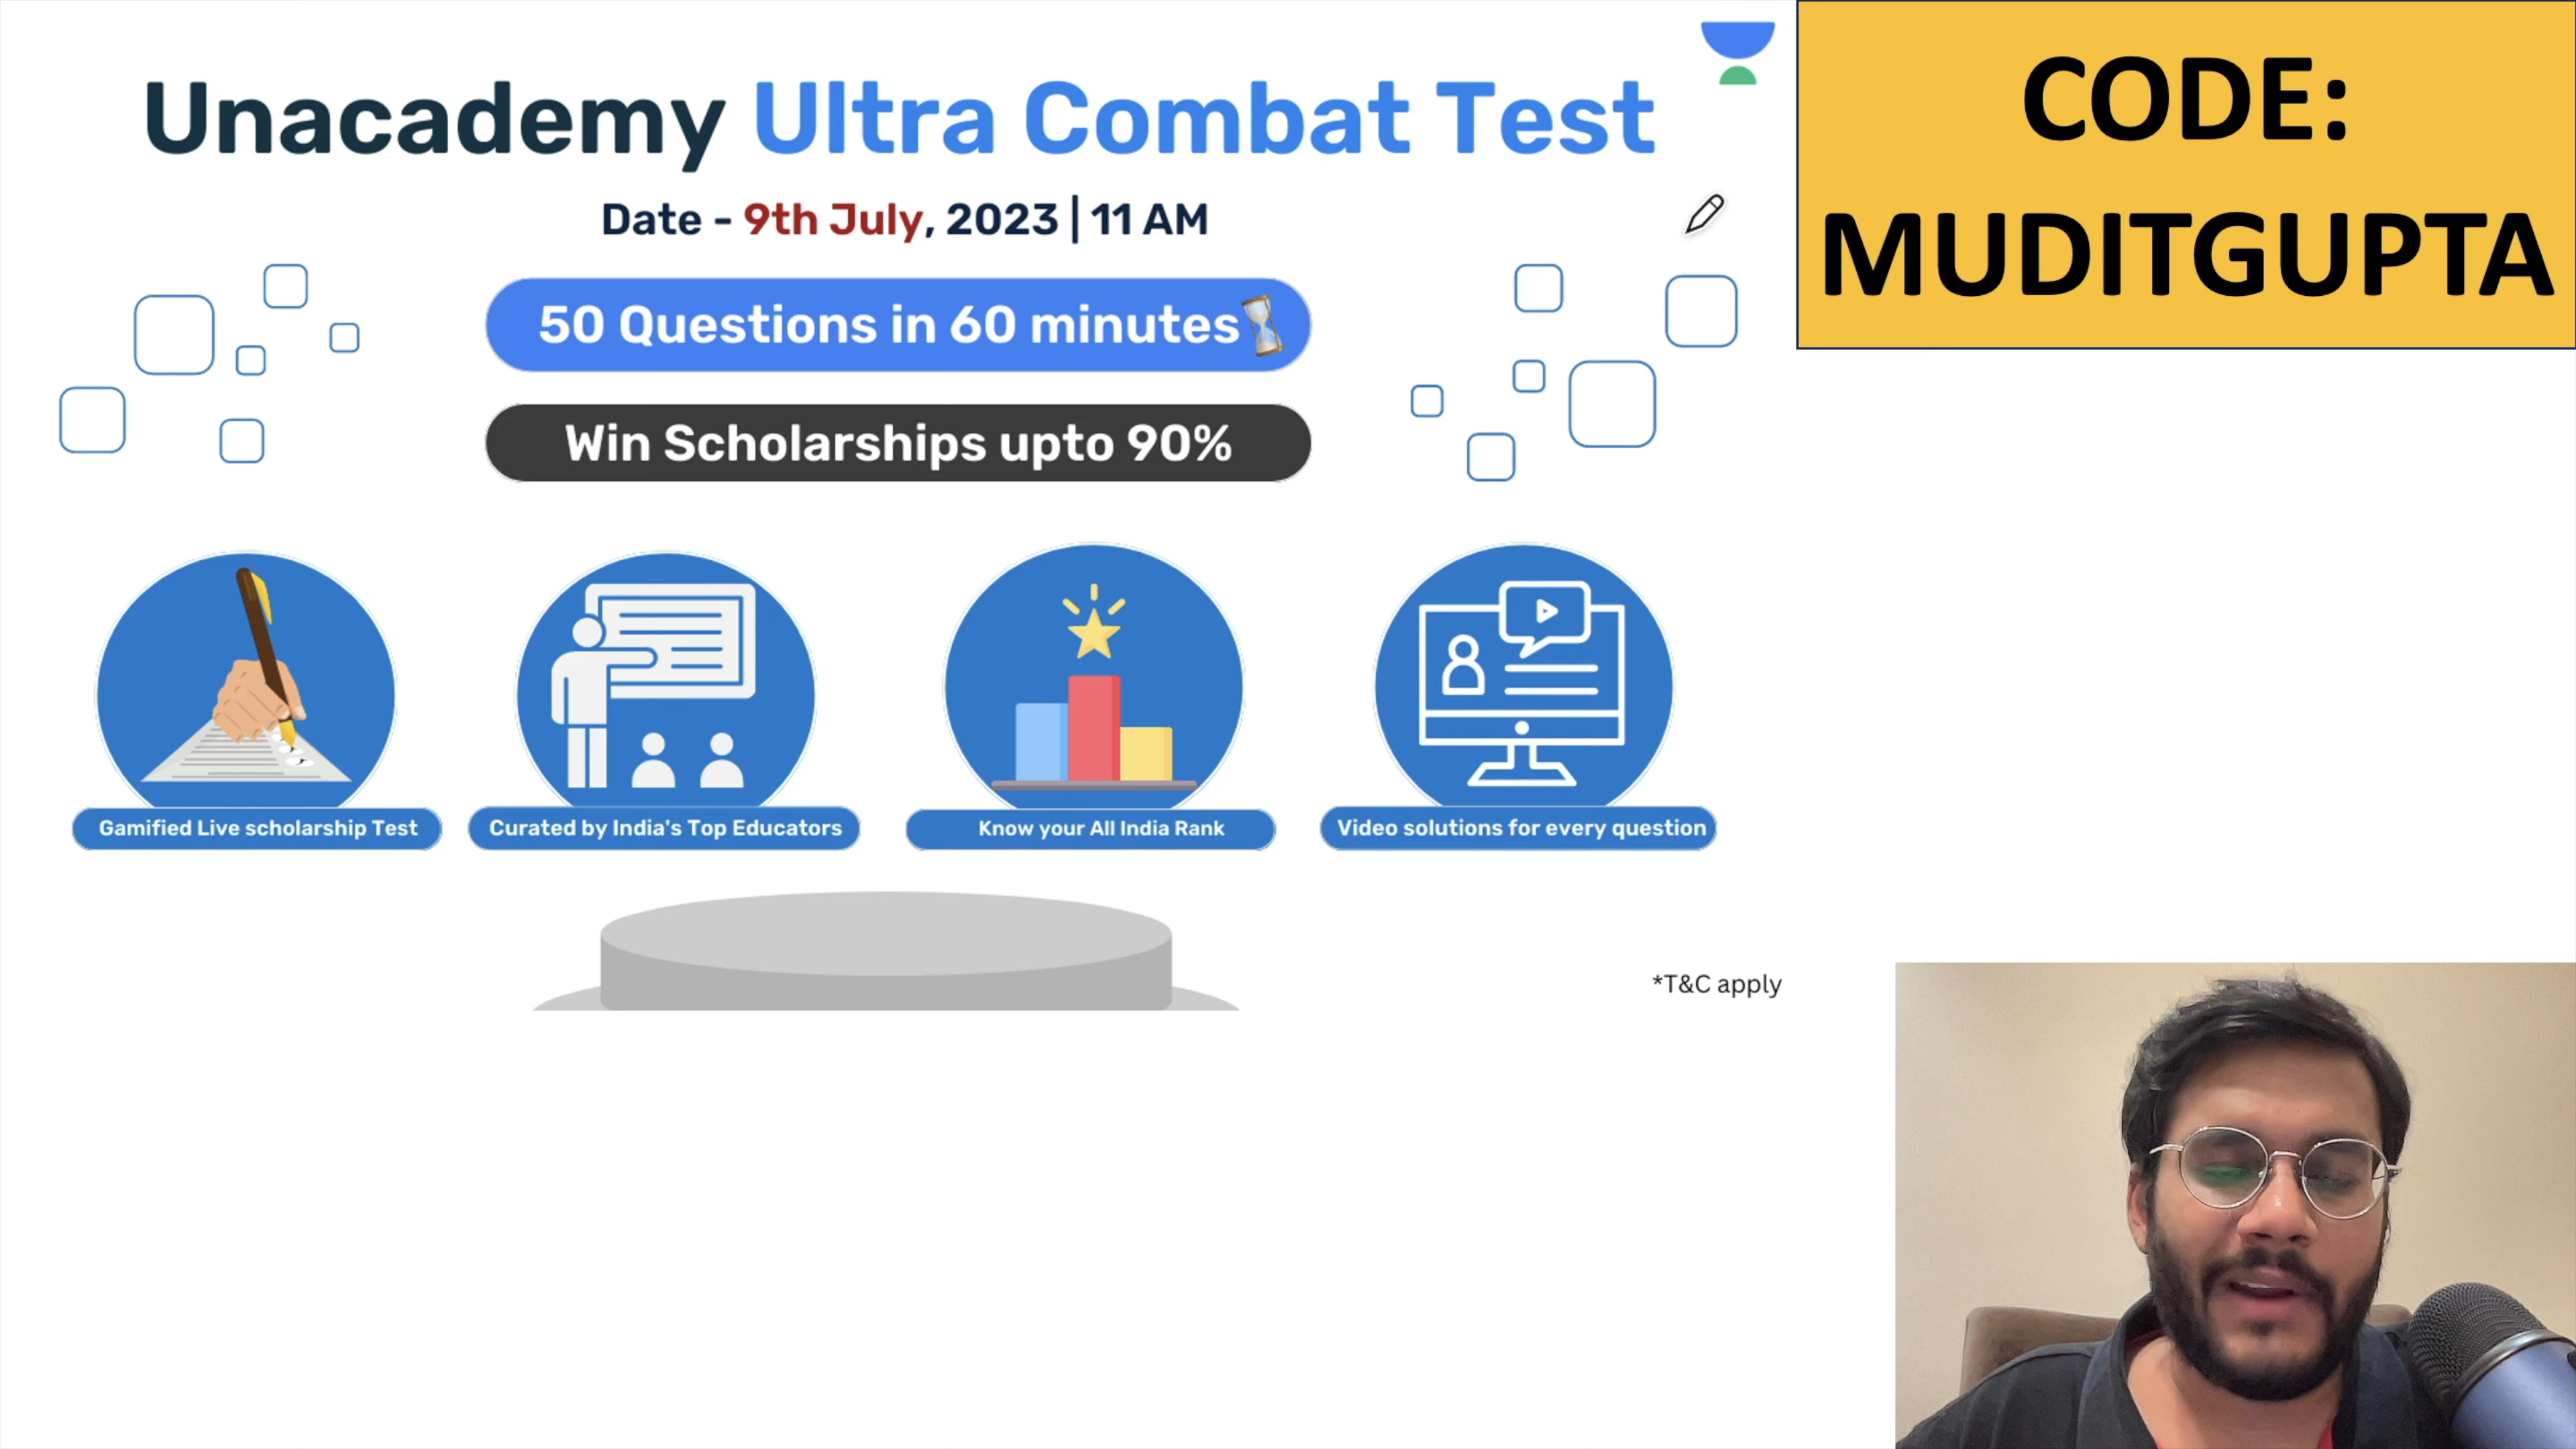 Unacademy Ultra Combat Test
Date - 9th July, 2023 | 11 AM
50 Questions in 60 minutes
Win Scholarships upto 90%
Gamified Live scholarship Test
Curated by India's Top Educators
Know your All India Rank
Video solutions for every question
*T&C apply
CODE:
MUDITGUPTA